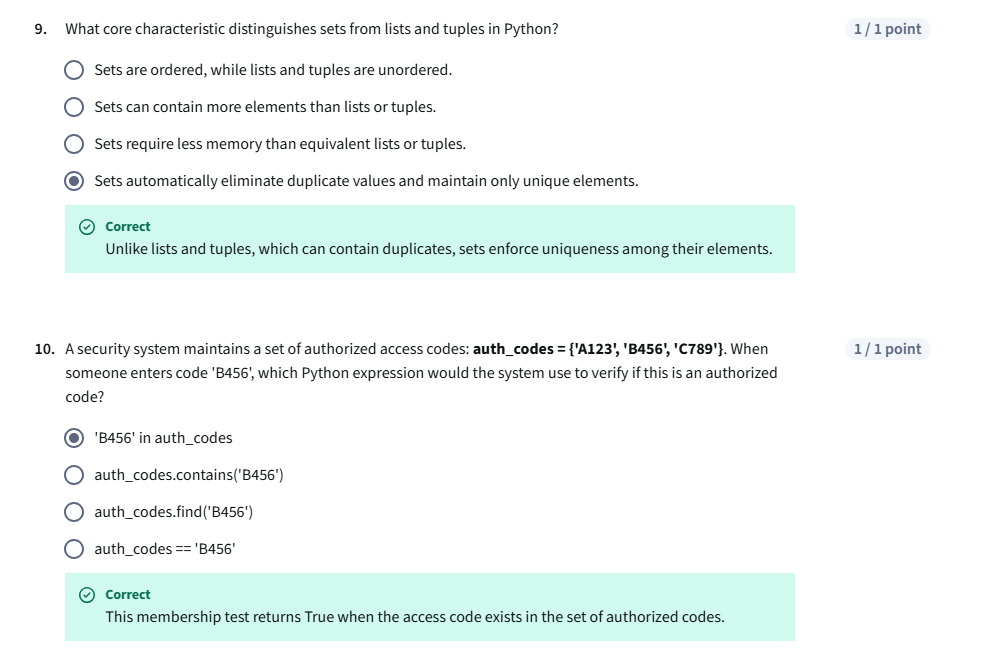 9. What core characteristic distinguishes sets from lists and tuples in Python? 1 / 1 point
Sets are ordered, while lists and tuples are unordered.
Sets can contain more elements than lists or tuples.
Sets require less memory than equivalent lists or tuples.
Sets automatically eliminate duplicate values and maintain only unique elements.
Correct
Unlike lists and tuples, which can contain duplicates, sets enforce uniqueness among their elements.
10. A security system maintains a set of authorized access codes: auth_codes = {'A123', 'B456', 'C789'}. When 1 / 1 point
someone enters code 'B456', which Python expression would the system use to verify if this is an authorized
code?
'B456' in auth_codes
auth_codes.contains('B456')
auth_codes.find('B456')
auth_codes == 'B456'
Correct
This membership test returns True when the access code exists in the set of authorized codes.